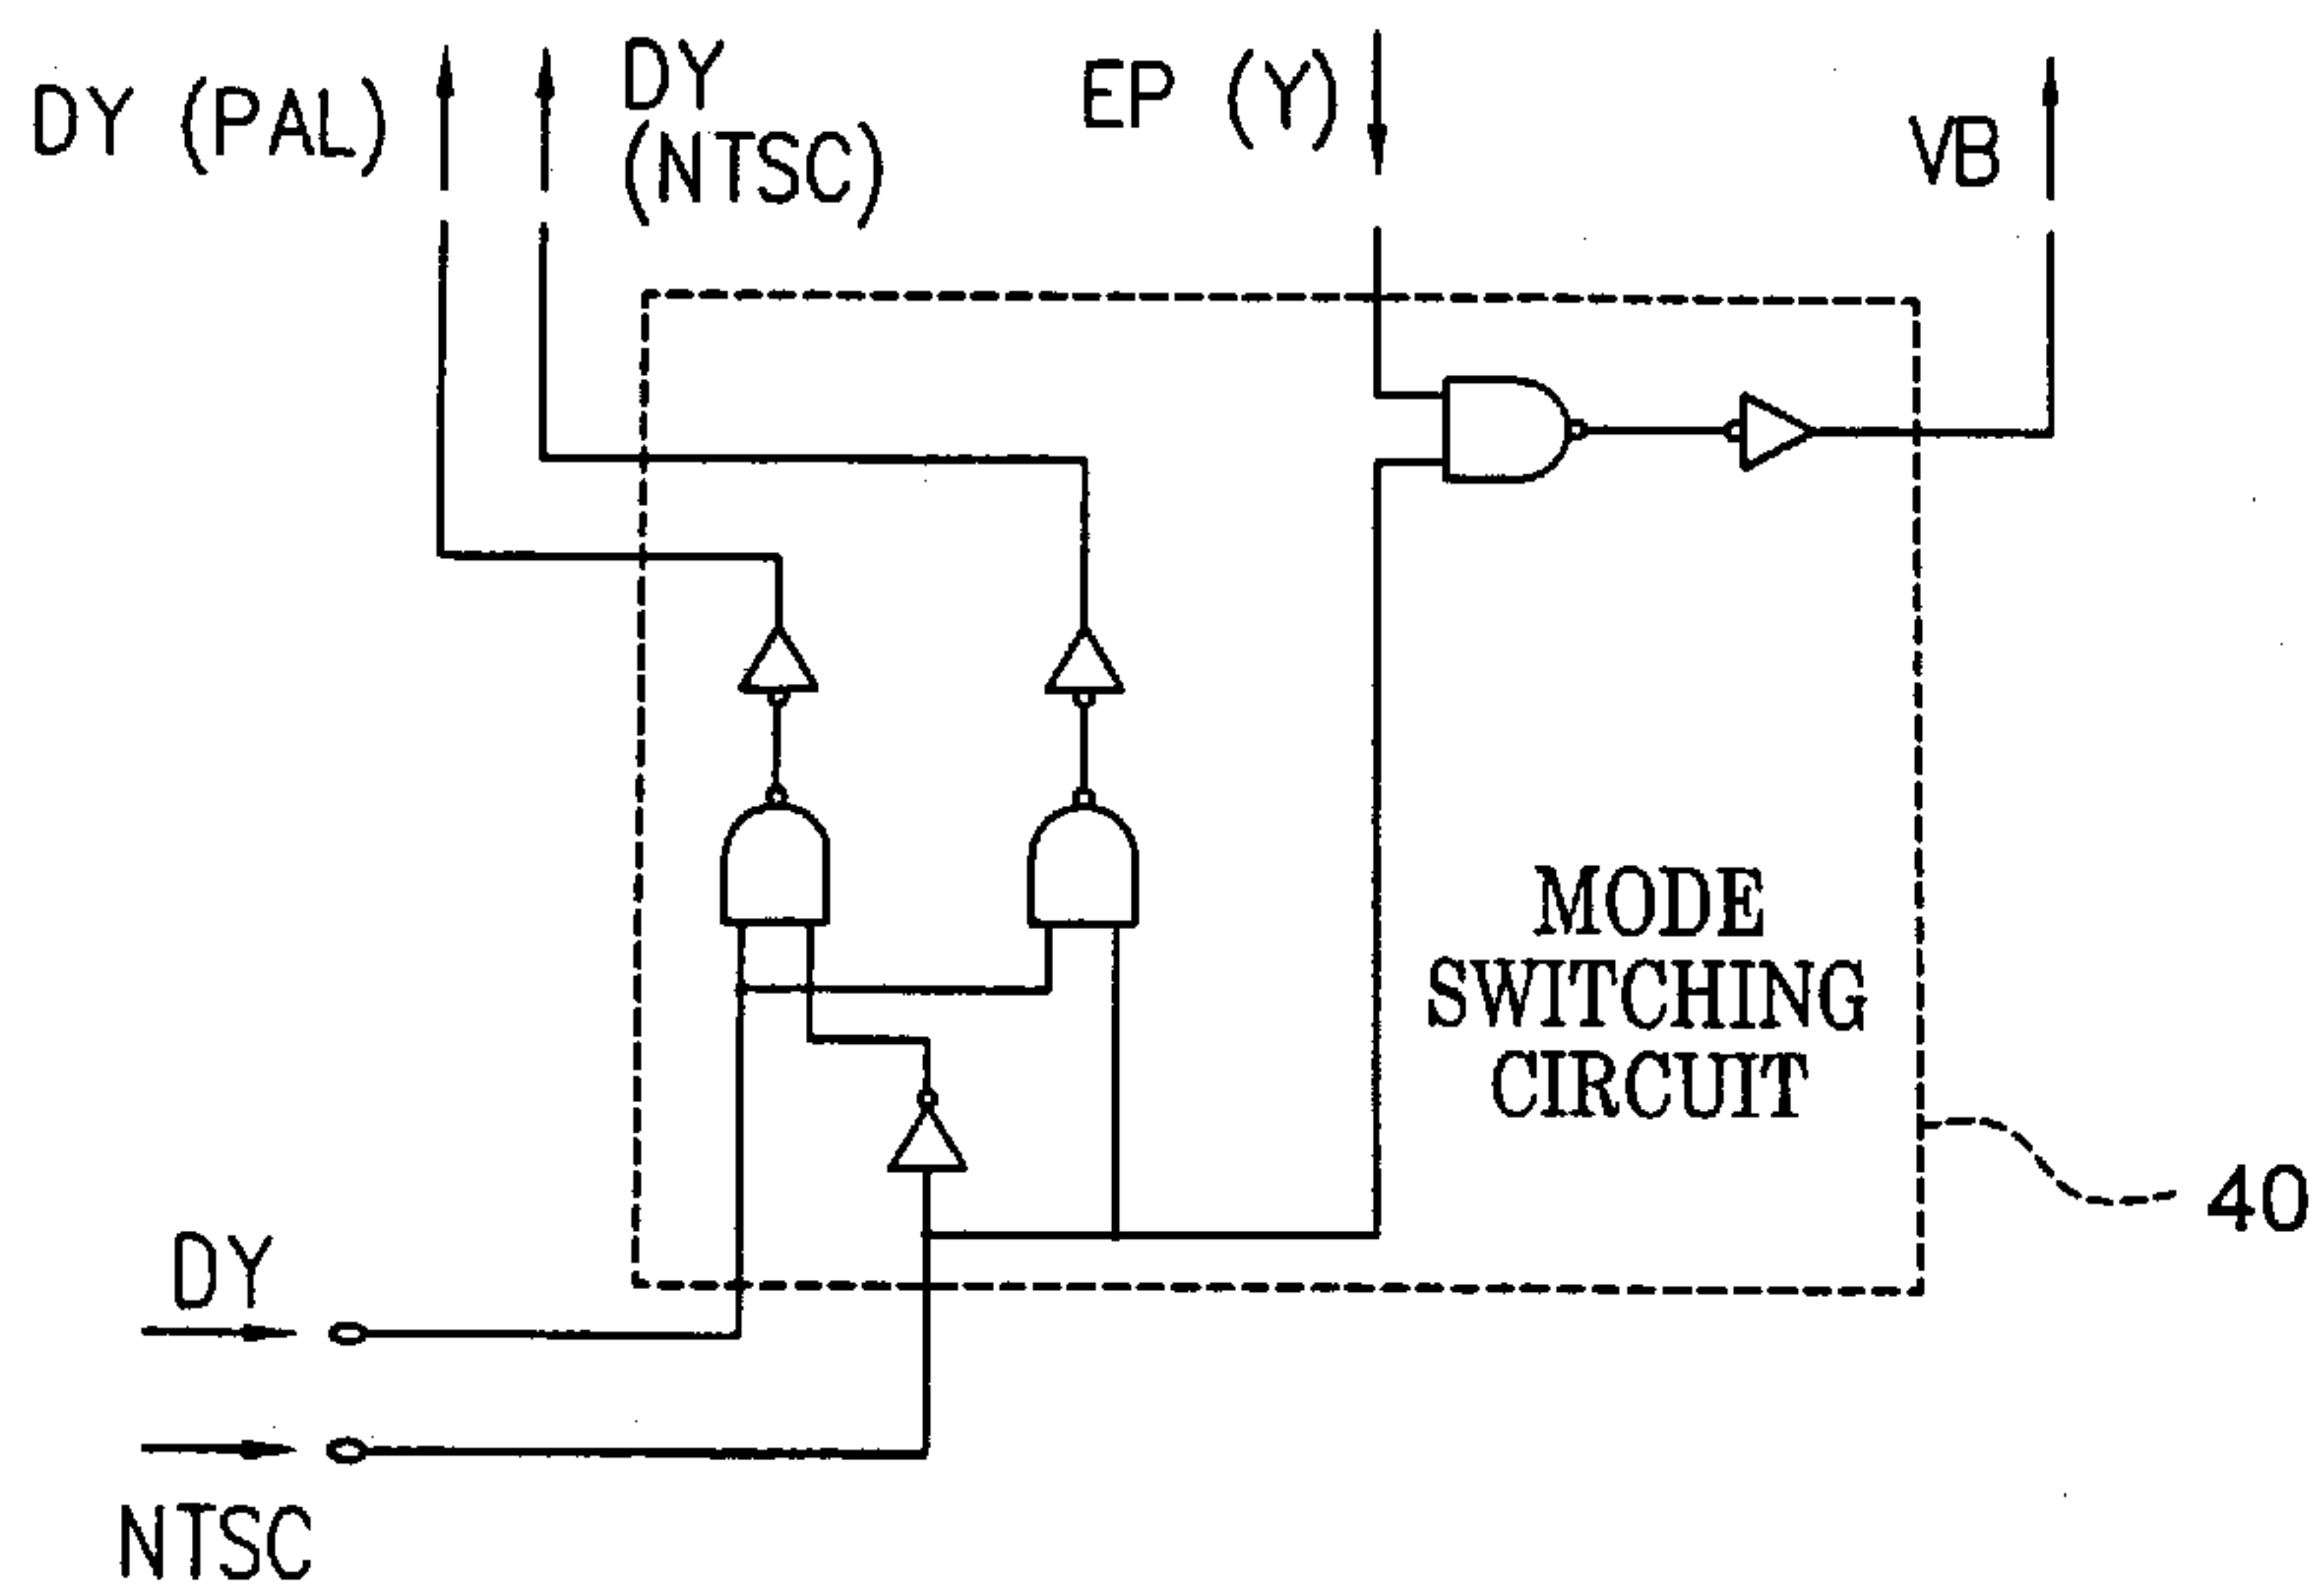 DY (PAL)
DY
(NTSC)
EP (Y)
VB
MODE
SWITCHING
CIRCUIT
40
DY
NTSC